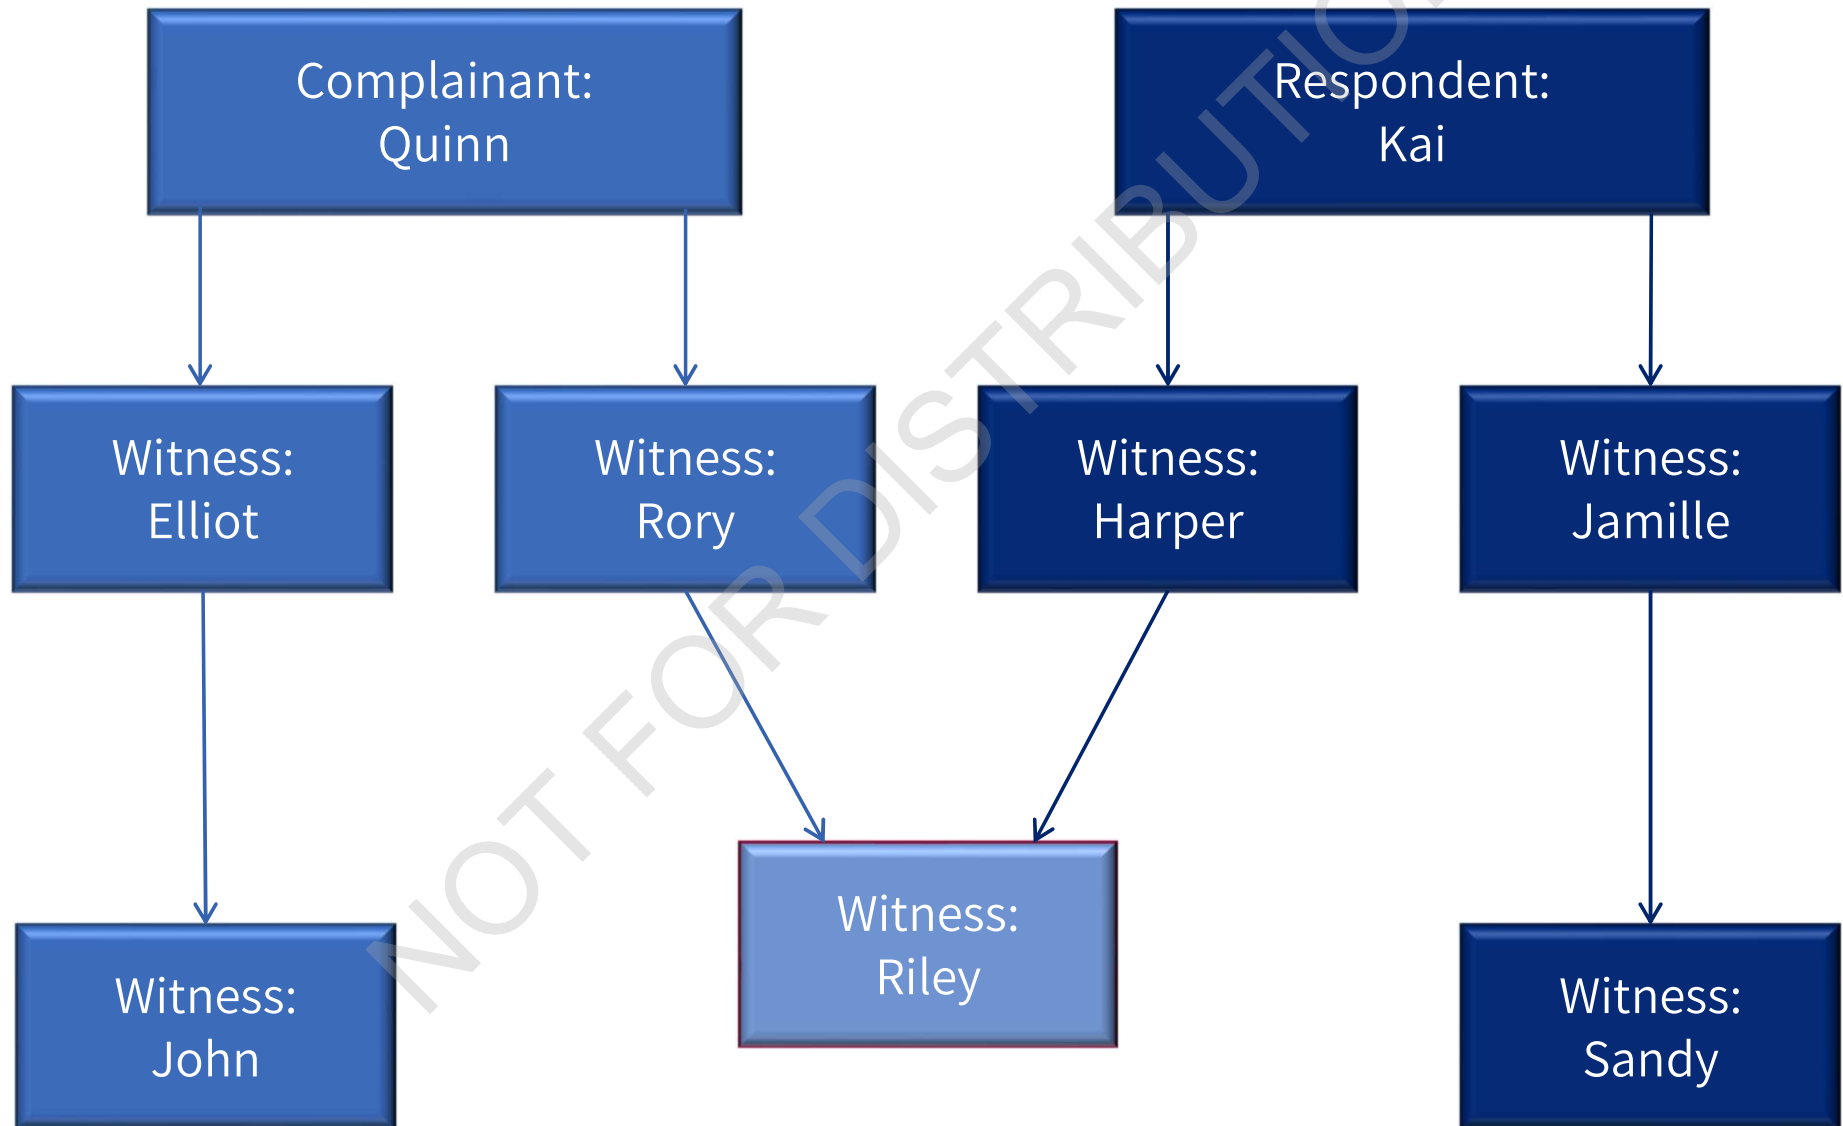 Complainant:
Quinn
Respondent:
Kai
Witness:
Elliot
Witness:
Rory
Witness:
Harper
Witness:
Jamille
Witness:
Riley
Witness:
John
Witness:
Sandy
NOT FOR DISTRIBUTIO